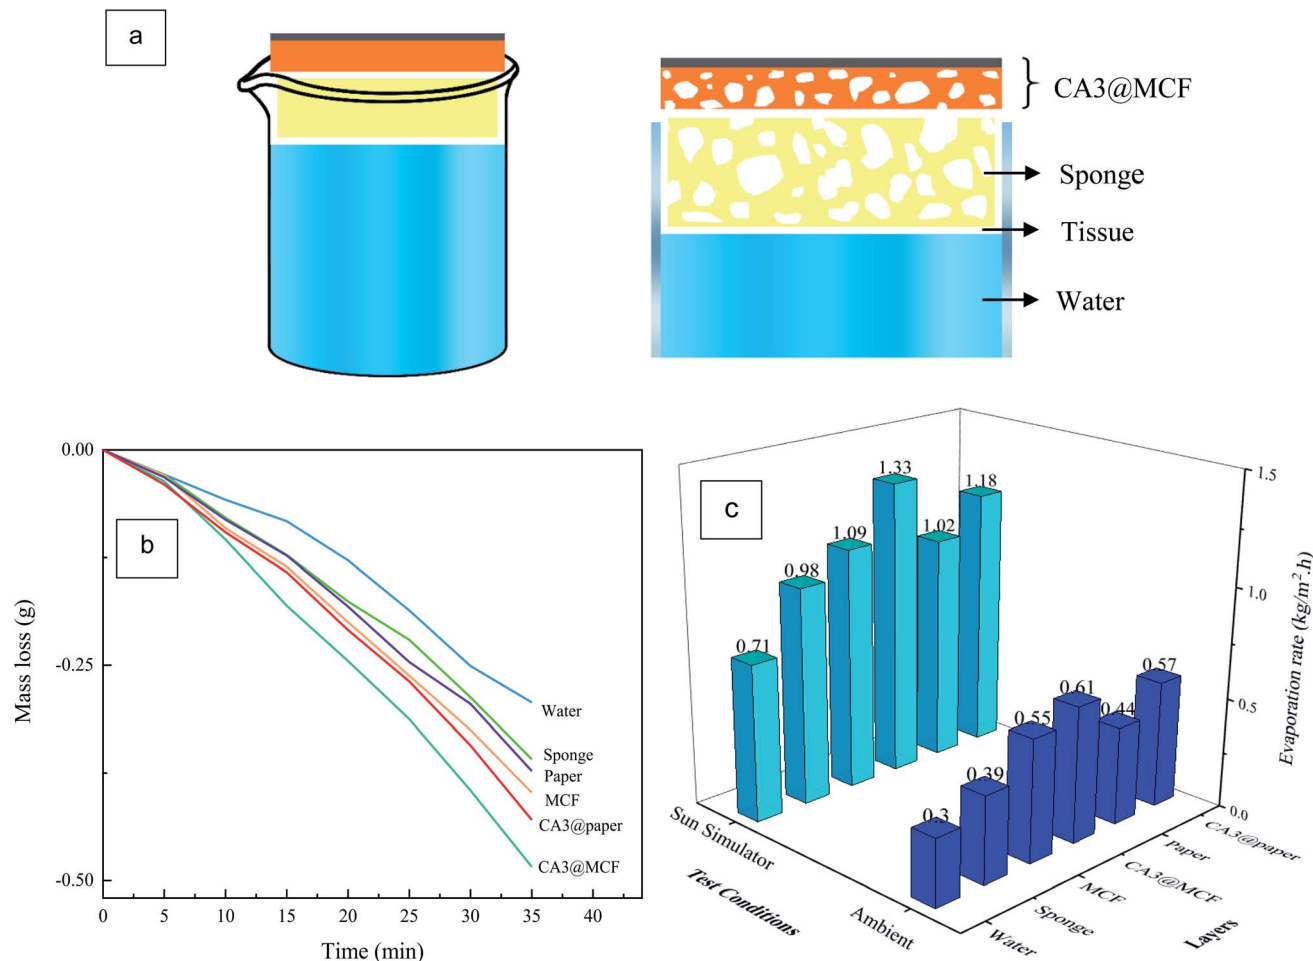 a
CA3@MCF
Sponge
Tissue
Water
b
0.00
-0.25
-0.50
Mass loss (g)
0
5
10
15
20
25
30
35
40
Time (min)
Water
Sponge
Paper
MCF
CA3@paper
CA3@MCF
c
0.71
0.98
1.09
1.33
1.02
1.18
0.3
0.39
0.55
0.61
0.44
0.57
1.5
1.0
0.5
0.0
Evaporation rate (kg/m².h)
Sun Simulator
Ambient
Test Conditions
Water
Sponge
MCF
CA3@MCF
Paper
CA3@paper
Layers